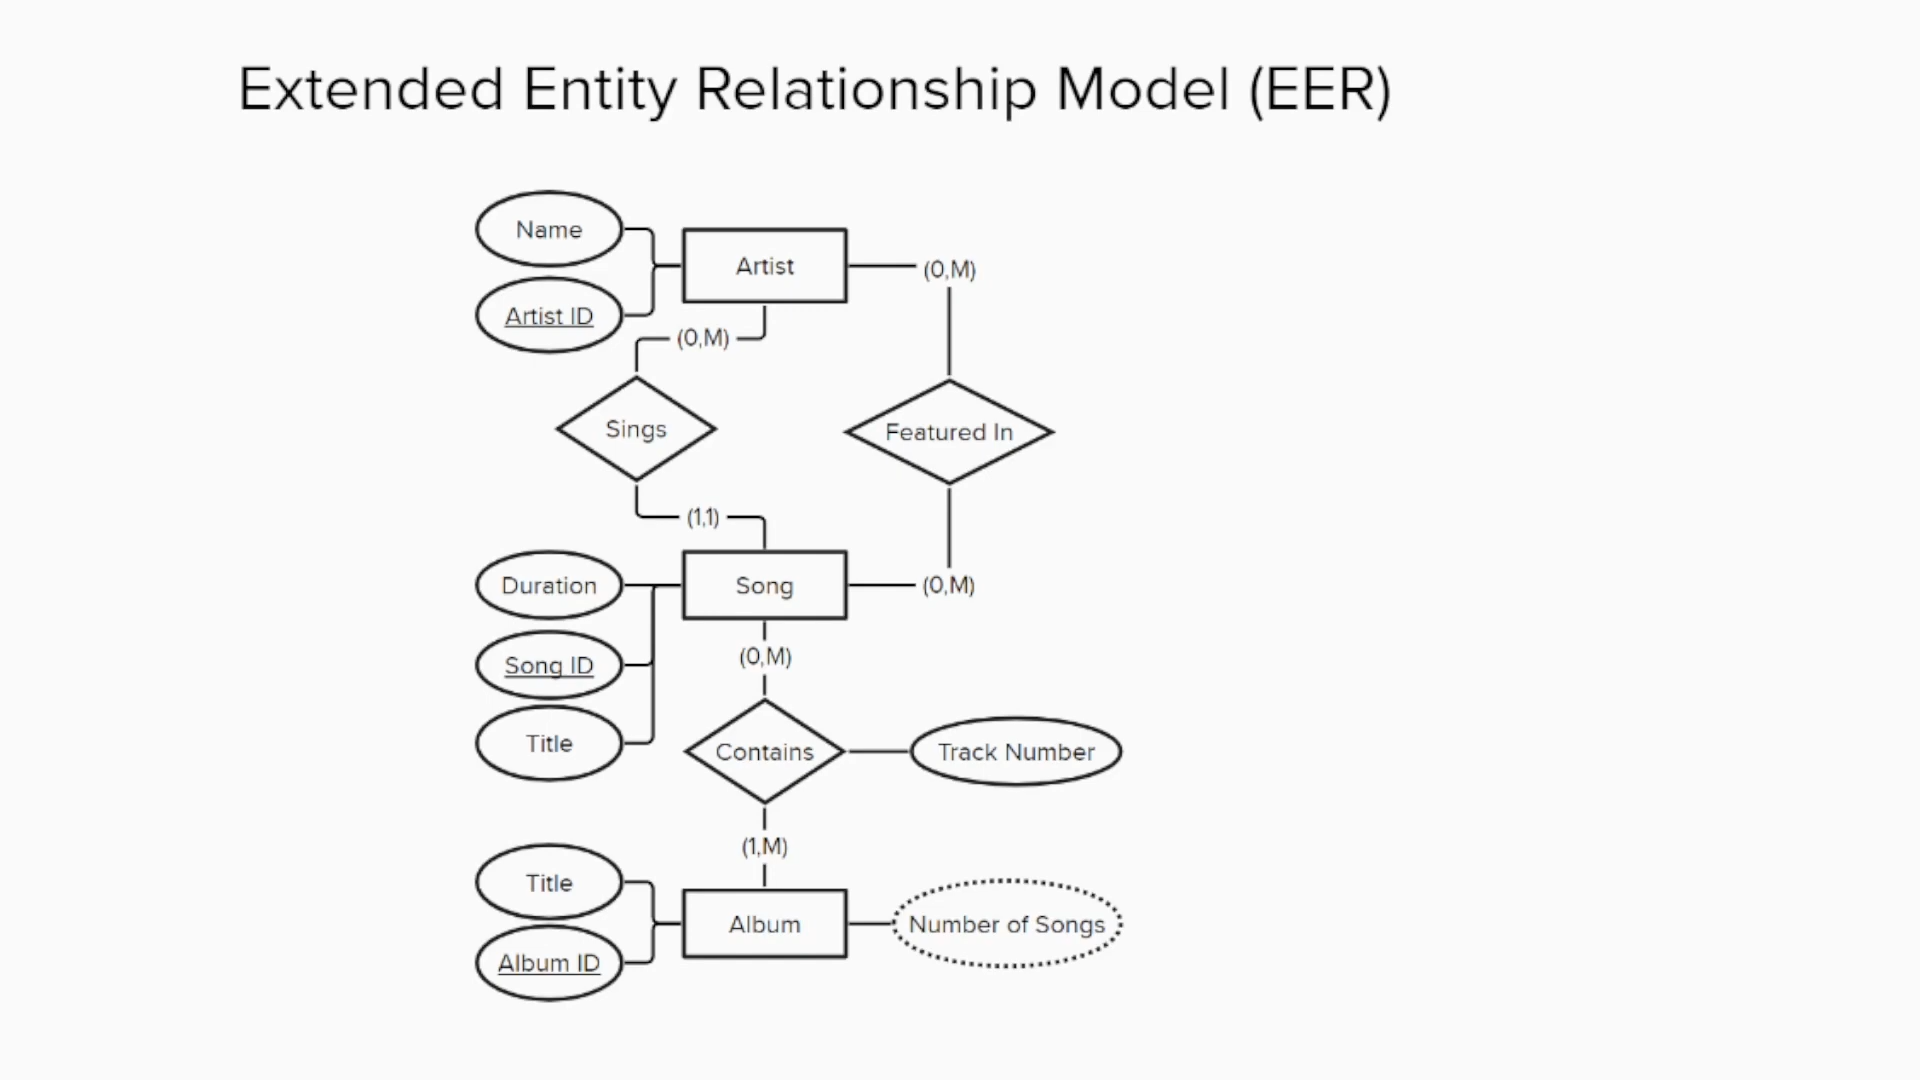 Extended Entity Relationship Model (EER)
Name
Artist
(0,M)
Artist ID
(0,M)
Sings
Featured In
(1,1)
Duration
Song
(0,M)
Song ID
(0,M)
Title
Contains
Track Number
(1,M)
Title
Album
Number of Songs
Album ID